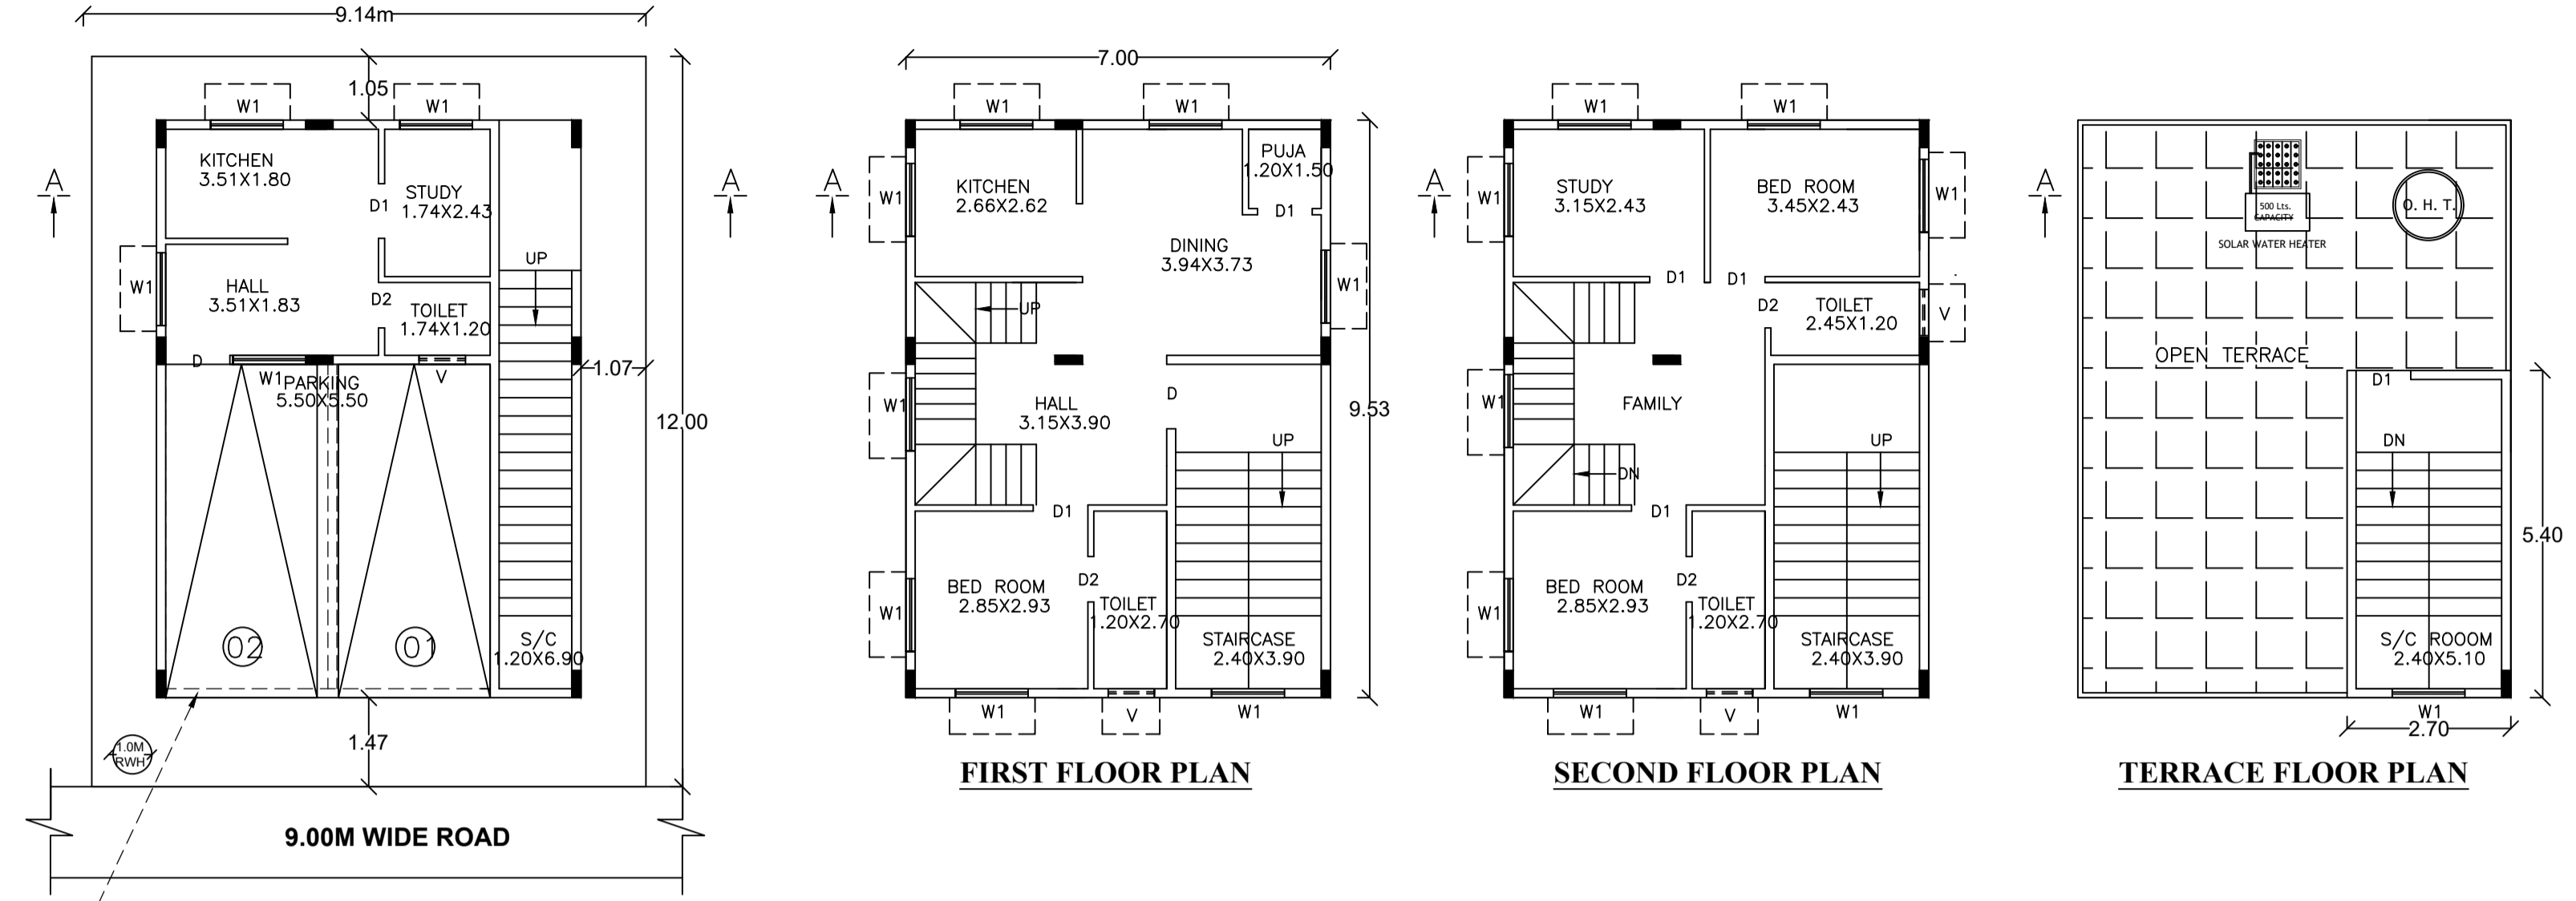 9.14m
1.05
W1
W1
KITCHEN
3.51X1.80
STUDY
1.74X2.43
D1
A
A
UP
W1
HALL
3.51X1.83
D2
TOILET
1.74X1.20
D
W1
V
PARKING
5.50X5.50
1.07
12.00
02
01
S/C
1.20X6.90
1.47
1.0M
RWH
9.00M WIDE ROAD
7.00
W1
W1
PUJA
1.20X1.50
A
W1
KITCHEN
2.66X2.62
D1
DINING
3.94X3.73
W1
UP
D
W1
HALL
3.15X3.90
9.53
UP
D1
BED ROOM
2.85X2.93
D2
W1
TOILET
1.20X2.70
STAIRCASE
2.40X3.90
W1
V
W1
FIRST FLOOR PLAN
W1
W1
A
W1
STUDY
3.15X2.43
BED ROOM
3.45X2.43
W1
D1
D1
D2
TOILET
2.45X1.20
V
W1
FAMILY
UP
DN
D1
BED ROOM
2.85X2.93
D2
W1
TOILET
1.20X2.70
STAIRCASE
2.40X3.90
W1
V
W1
SECOND FLOOR PLAN
A
500 Lts.
CAPACITY
SOLAR WATER HEATER
O. H. T.
OPEN TERRACE
D1
DN
5.40
S/C ROOOM
2.40X5.10
W1
2.70
TERRACE FLOOR PLAN